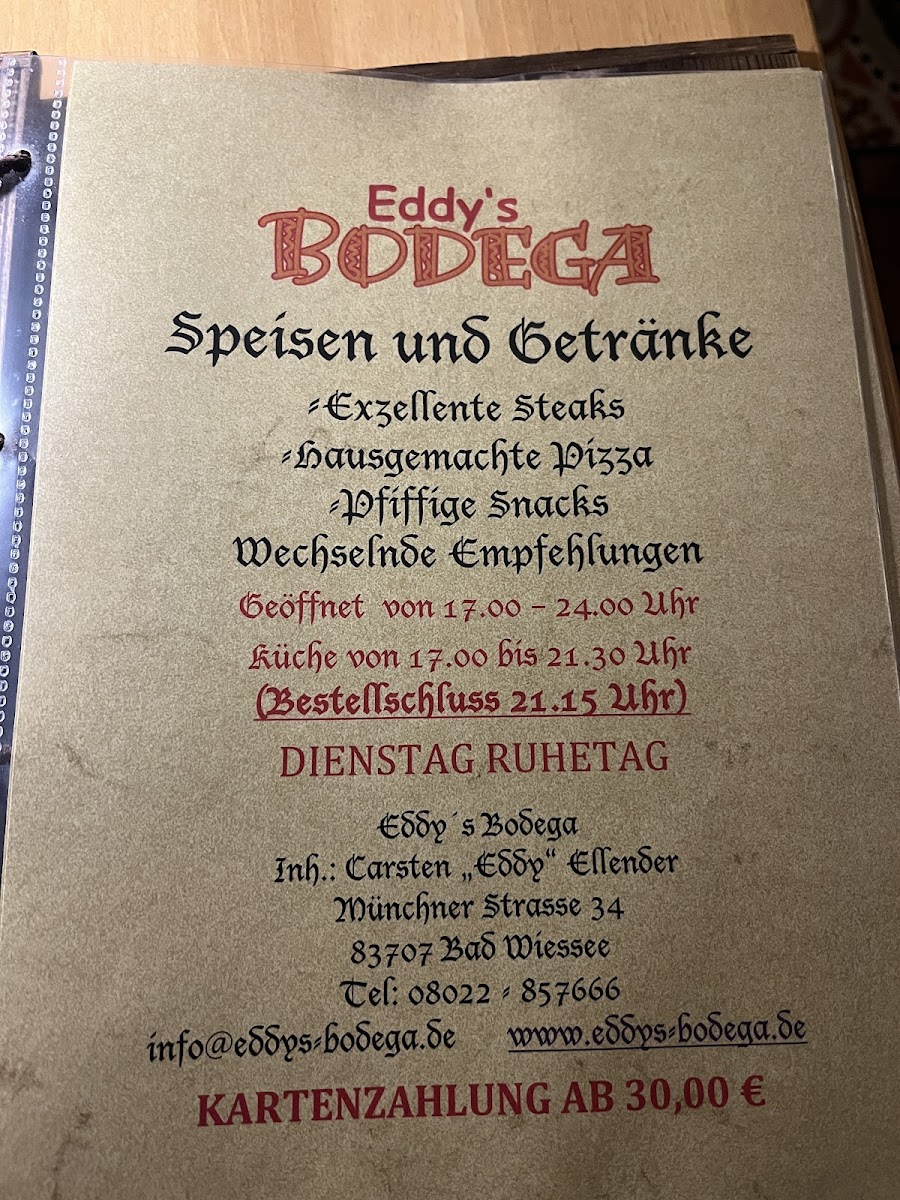 Eddy's
BODEGA
Speisen und Getränke
-Exzellente Steaks
-Hausgemachte Pizza
-Pfiffige Snacks
Wechselnde Empfehlungen
Geöffnet von 17.00 – 24.00 Uhr
Küche von 17.00 bis 21.30 Uhr
(Bestellschluss 21.15 Uhr)
DIENSTAG RUHETAG
Eddy´s Bodega
Inh.: Carsten „Eddy“ Ellender
Münchner Strasse 34
83707 Bad Wiessee
Tel: 08022 - 857666
info@eddys-bodega.de www.eddys-bodega.de
KARTENZAHLUNG AB 30,00 €